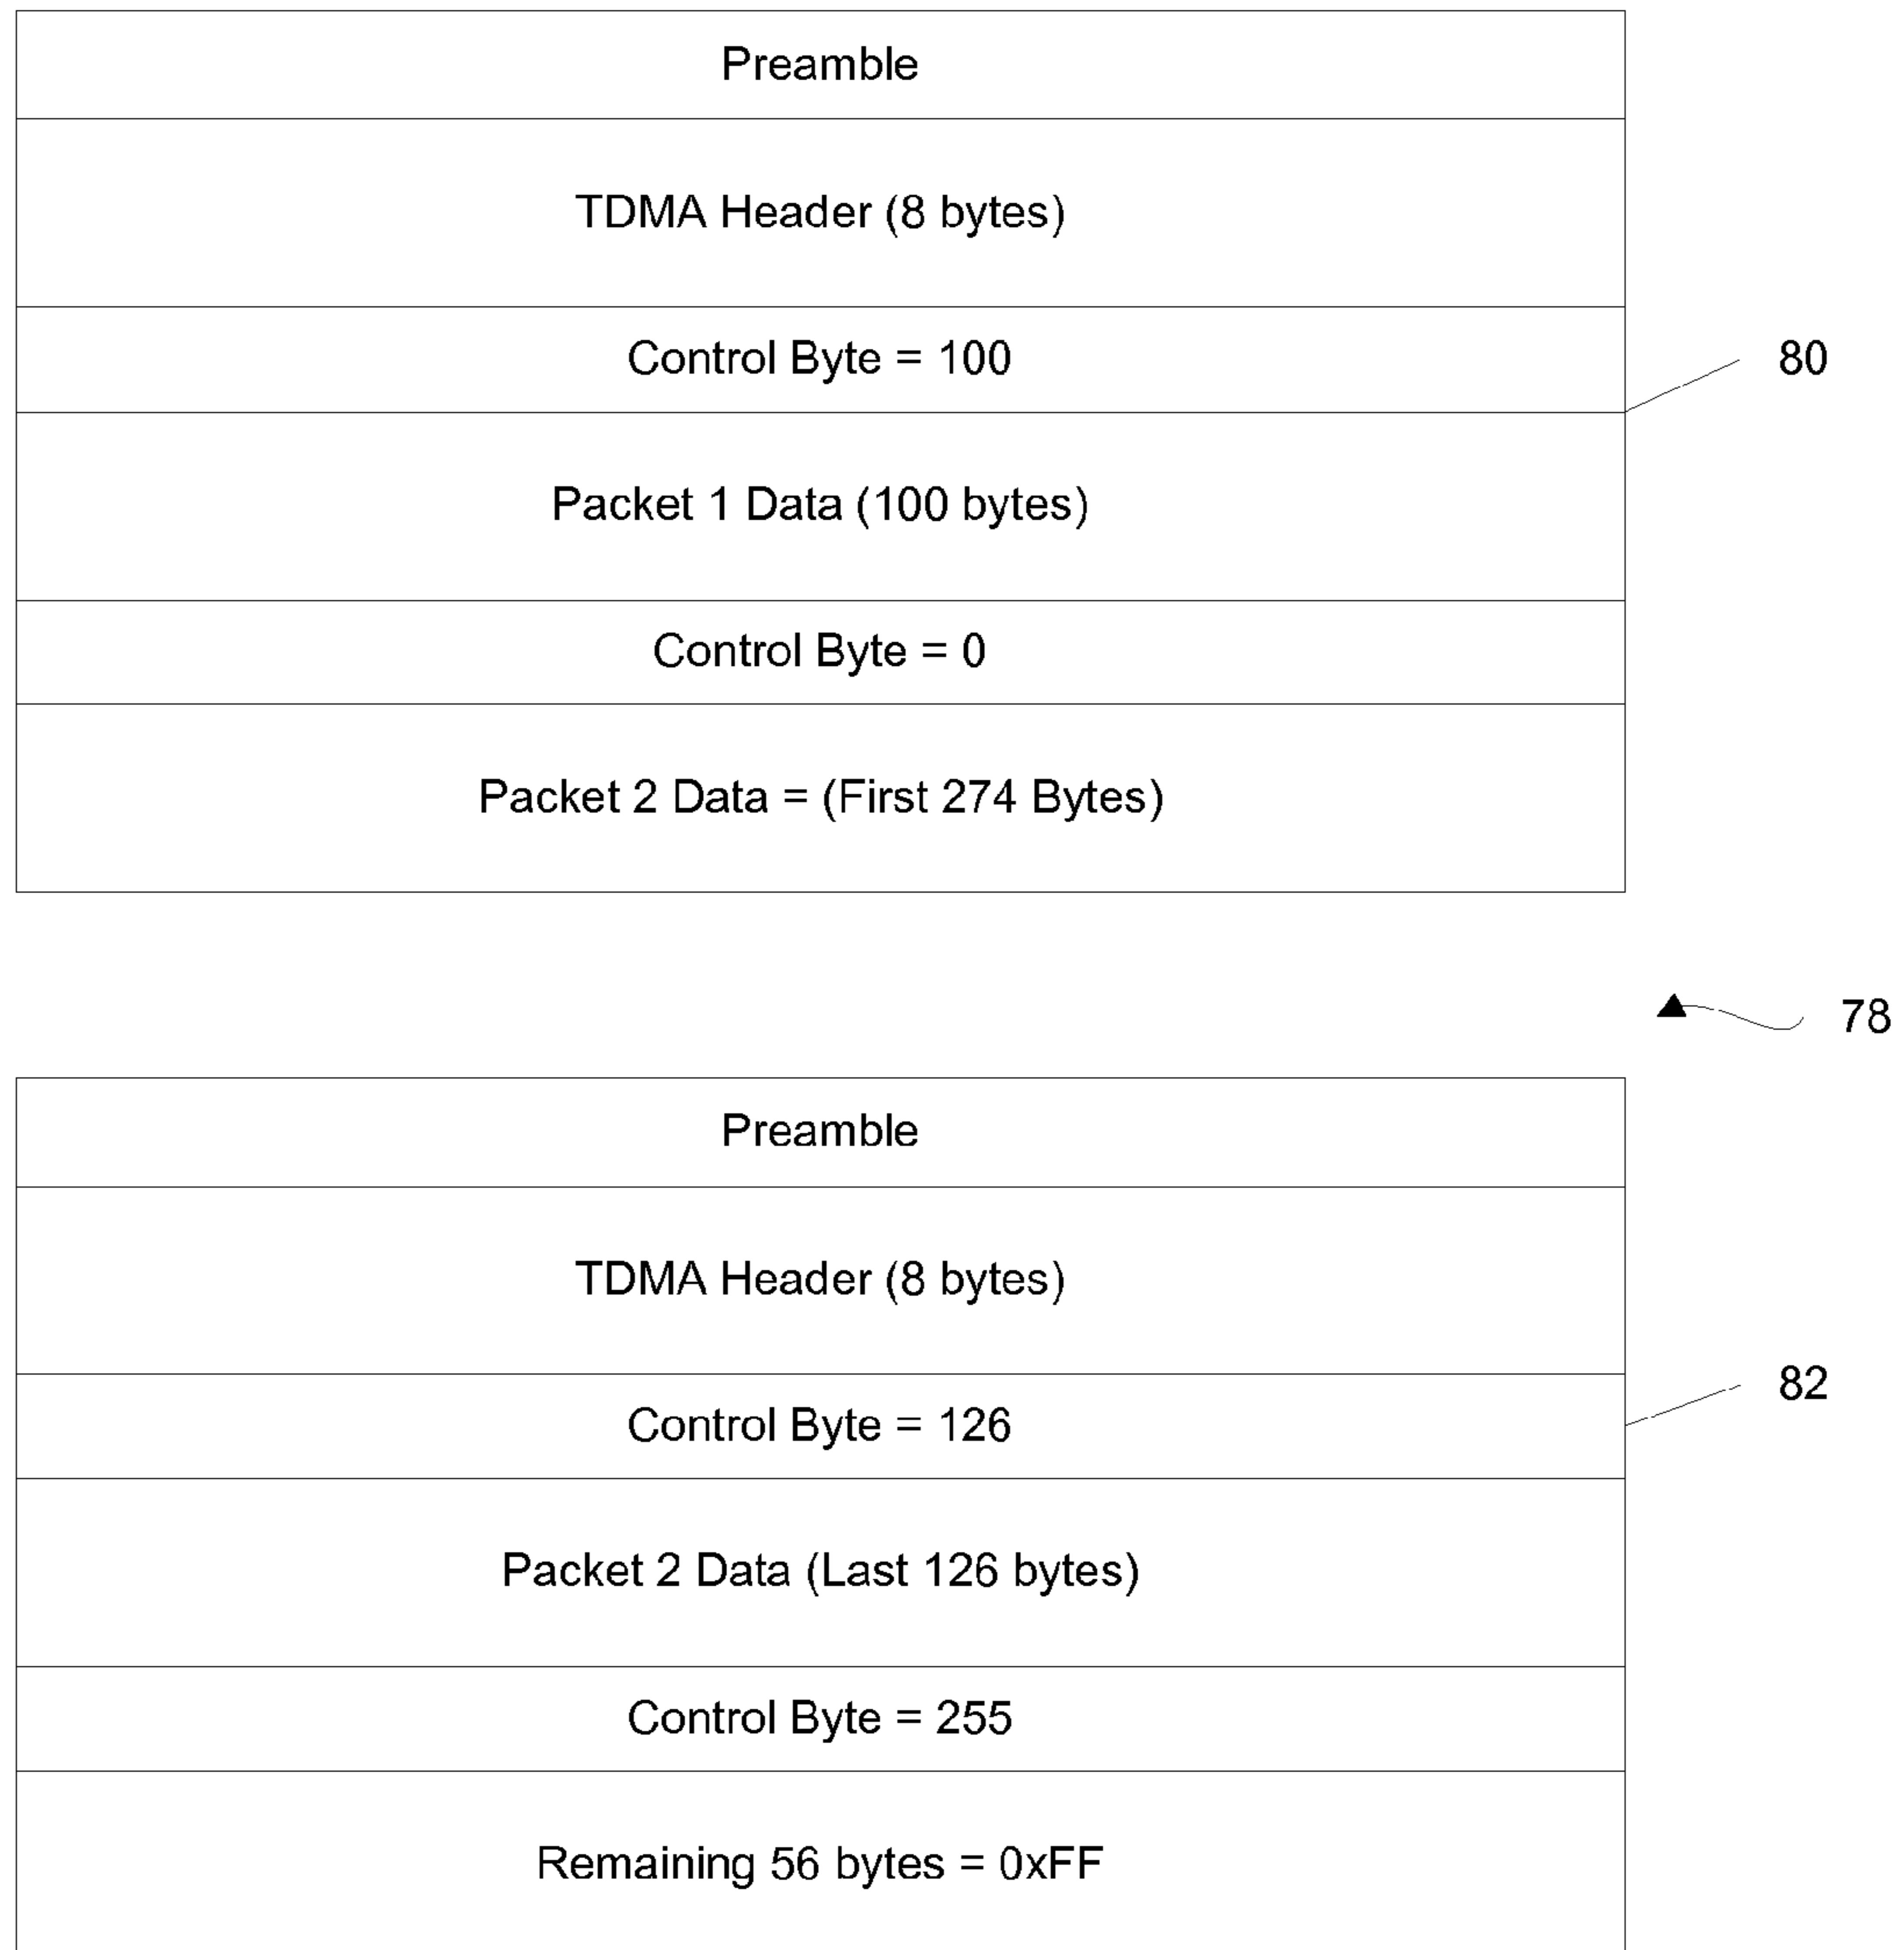 Preamble
TDMA Header (8 bytes)
Control Byte = 100
80
Packet 1 Data (100 bytes)
Control Byte = 0
Packet 2 Data = (First 274 Bytes)
78
Preamble
TDMA Header (8 bytes)
82
Control Byte = 126
Packet 2 Data (Last 126 bytes)
Control Byte = 255
Remaining 56 bytes = 0xFF